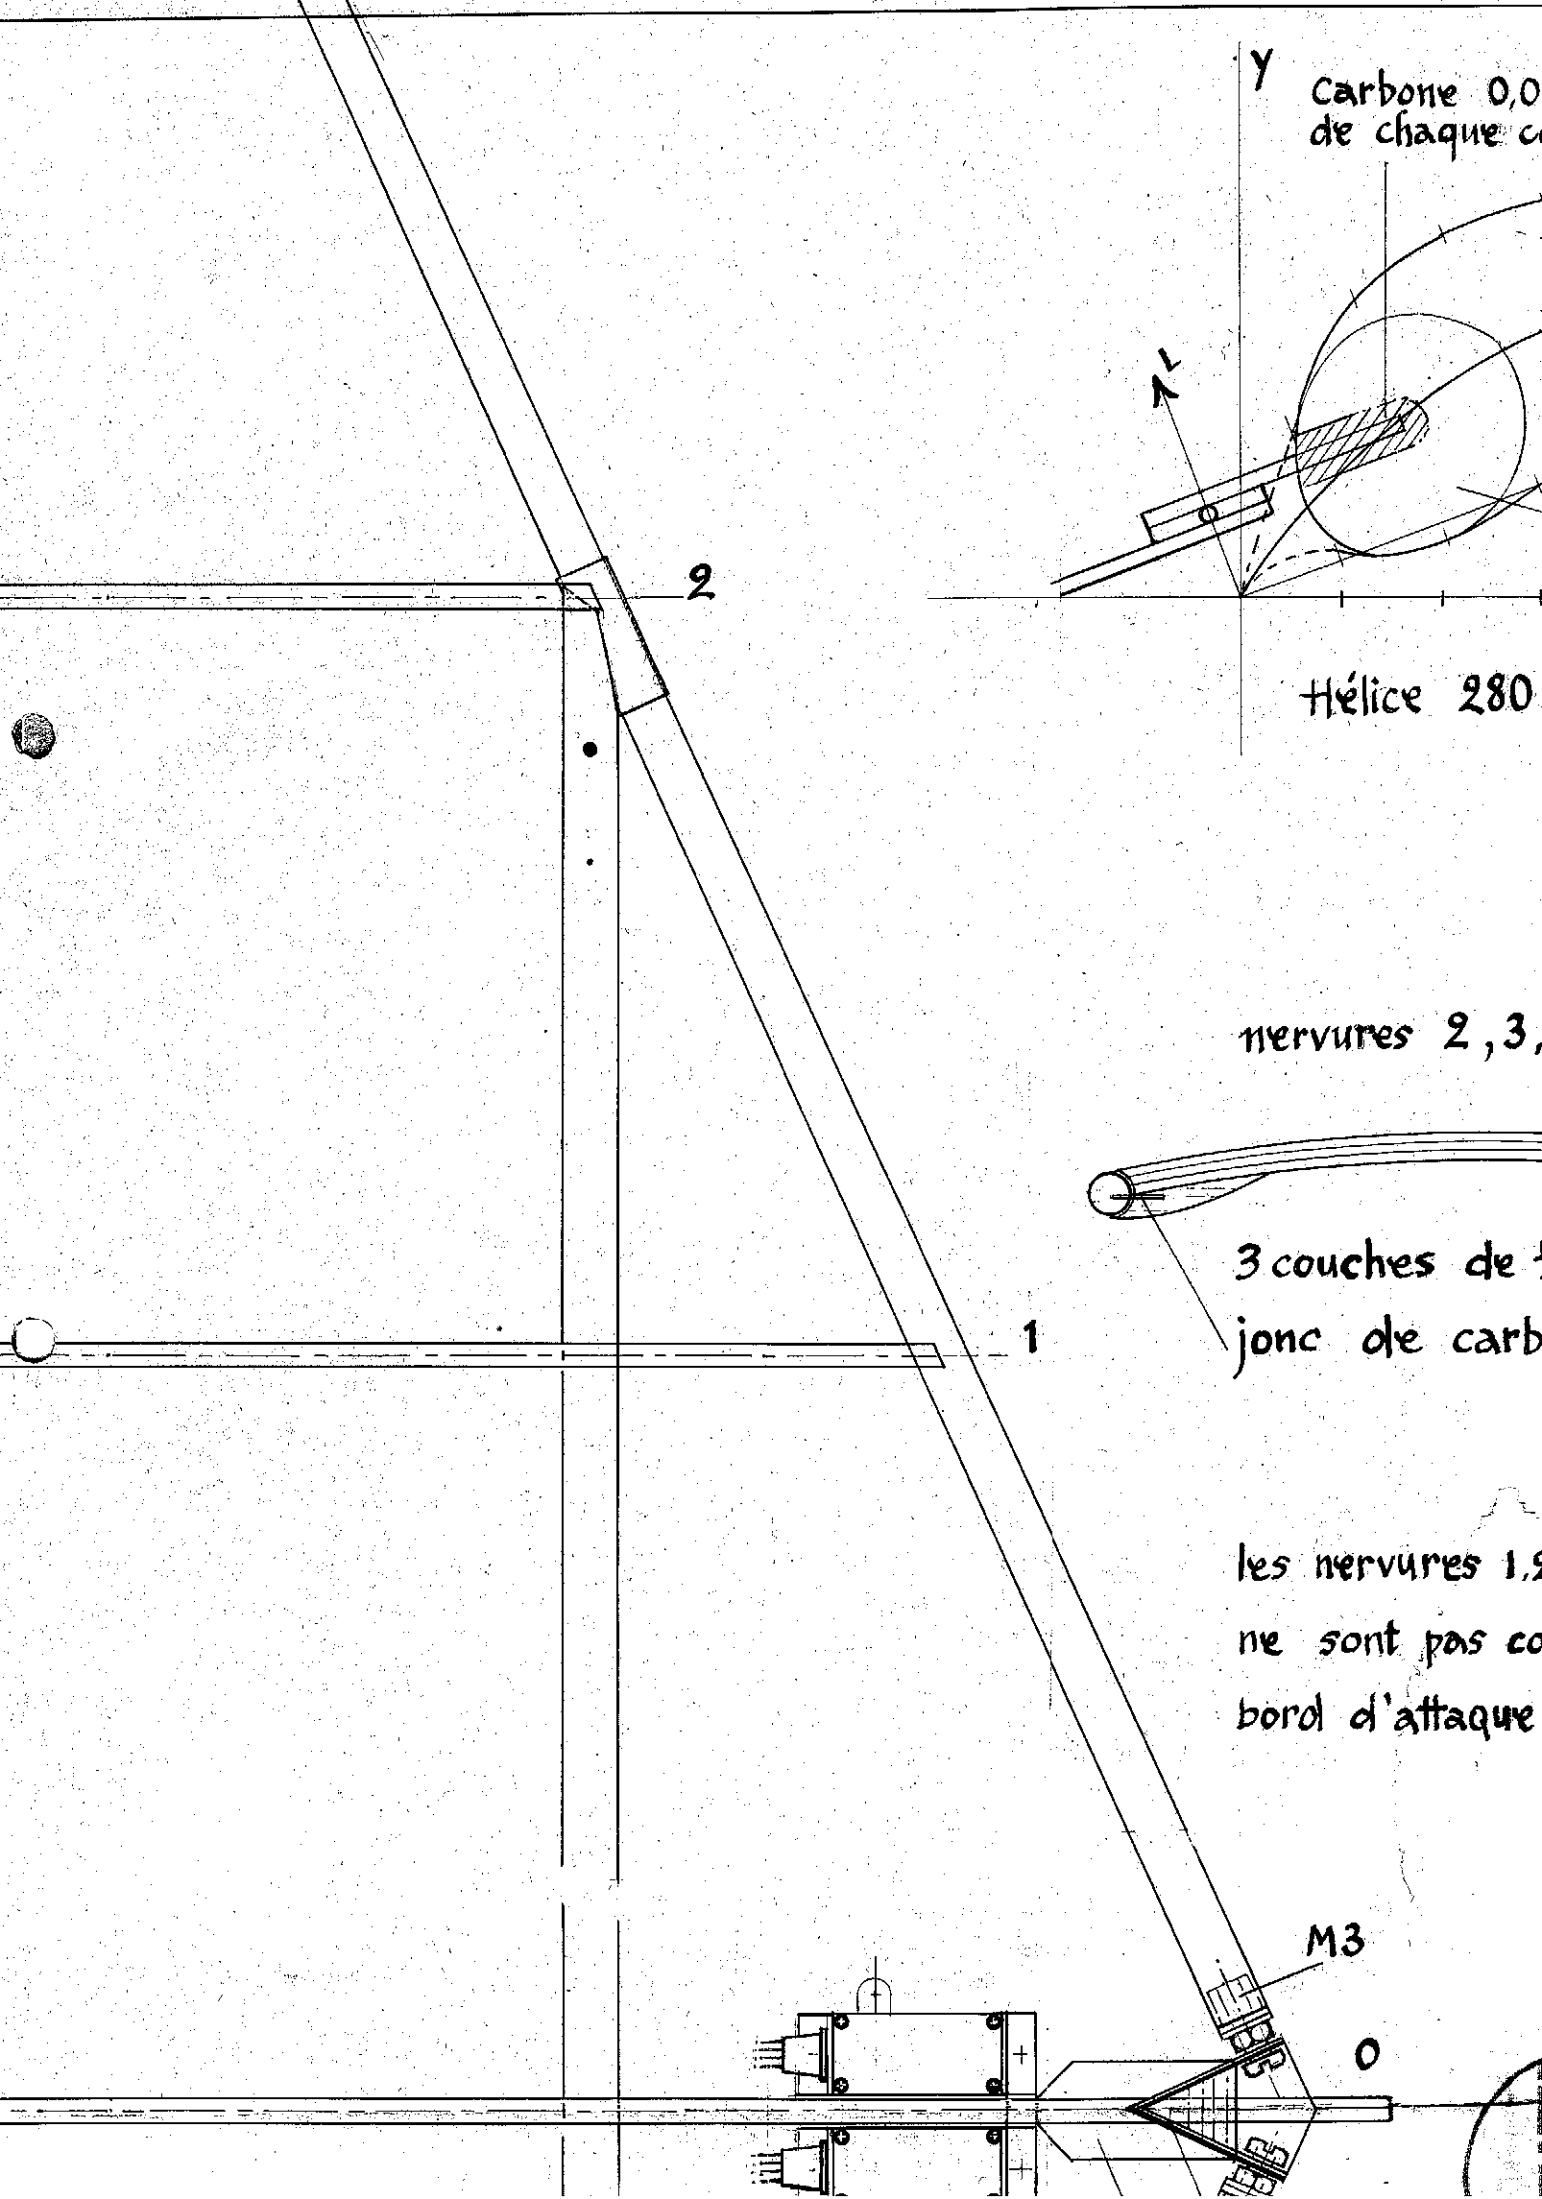 Y
Carbone 0,0
de chaque c
L
2
Hélice 280
nervures 2,3,
3 couches de
1
jonc de carb
les nervures 1,2
ne sont pas co
bord d'attaque
M3
0